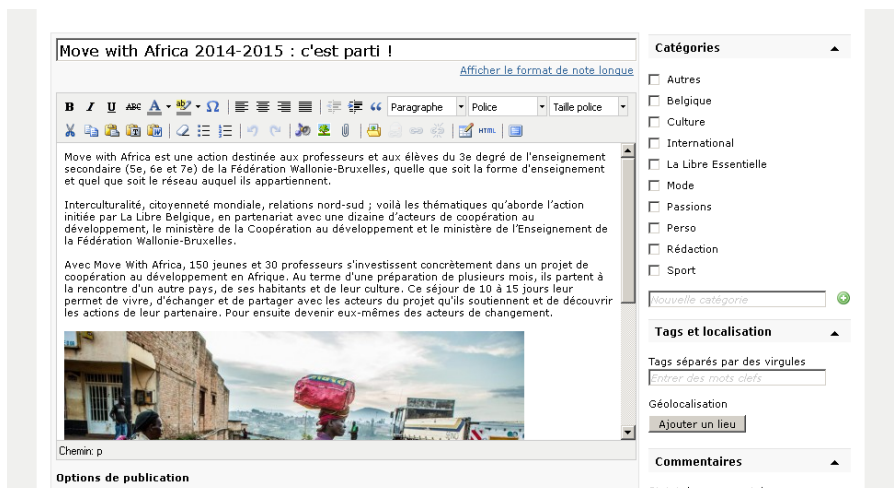 Move with Africa 2014-2015 : c'est parti !
Afficher le format de note longue
B I U ABC A Ω Paragraphe Police Taille police
HTML
Move with Africa est une action destinée aux professeurs et aux élèves du 3e degré de l'enseignement
secondaire (5e, 6e et 7e) de la Fédération Wallonie-Bruxelles, quelle que soit la forme d'enseignement
et quel que soit le réseau auquel ils appartiennent.
Interculturalité, citoyenneté mondiale, relations nord-sud ; voilà les thématiques qu'aborde l'action
initiée par La Libre Belgique, en partenariat avec une dizaine d'acteurs de coopération au
développement, le ministère de la Coopération au développement et le ministère de l'Enseignement de
la Fédération Wallonie-Bruxelles.
Avec Move With Africa, 150 jeunes et 30 professeurs s'investissent concrètement dans un projet de
coopération au développement en Afrique. Au terme d'une préparation de plusieurs mois, ils partent à
la rencontre d'un autre pays, de ses habitants et de leur culture. Ce séjour de 10 à 15 jours leur
permet de vivre, d'échanger et de partager avec les acteurs du projet qu'ils soutiennent et de découvrir
les actions de leur partenaire. Pour ensuite devenir eux-mêmes des acteurs de changement.
Chemin: p
Options de publication
Catégories
Autres
Belgique
Culture
International
La Libre Essentielle
Mode
Passions
Perso
Rédaction
Sport
Nouvelle catégorie
Tags et localisation
Tags séparés par des virgules
Entrer des mots clefs
Géolocalisation
Ajouter un lieu
Commentaires